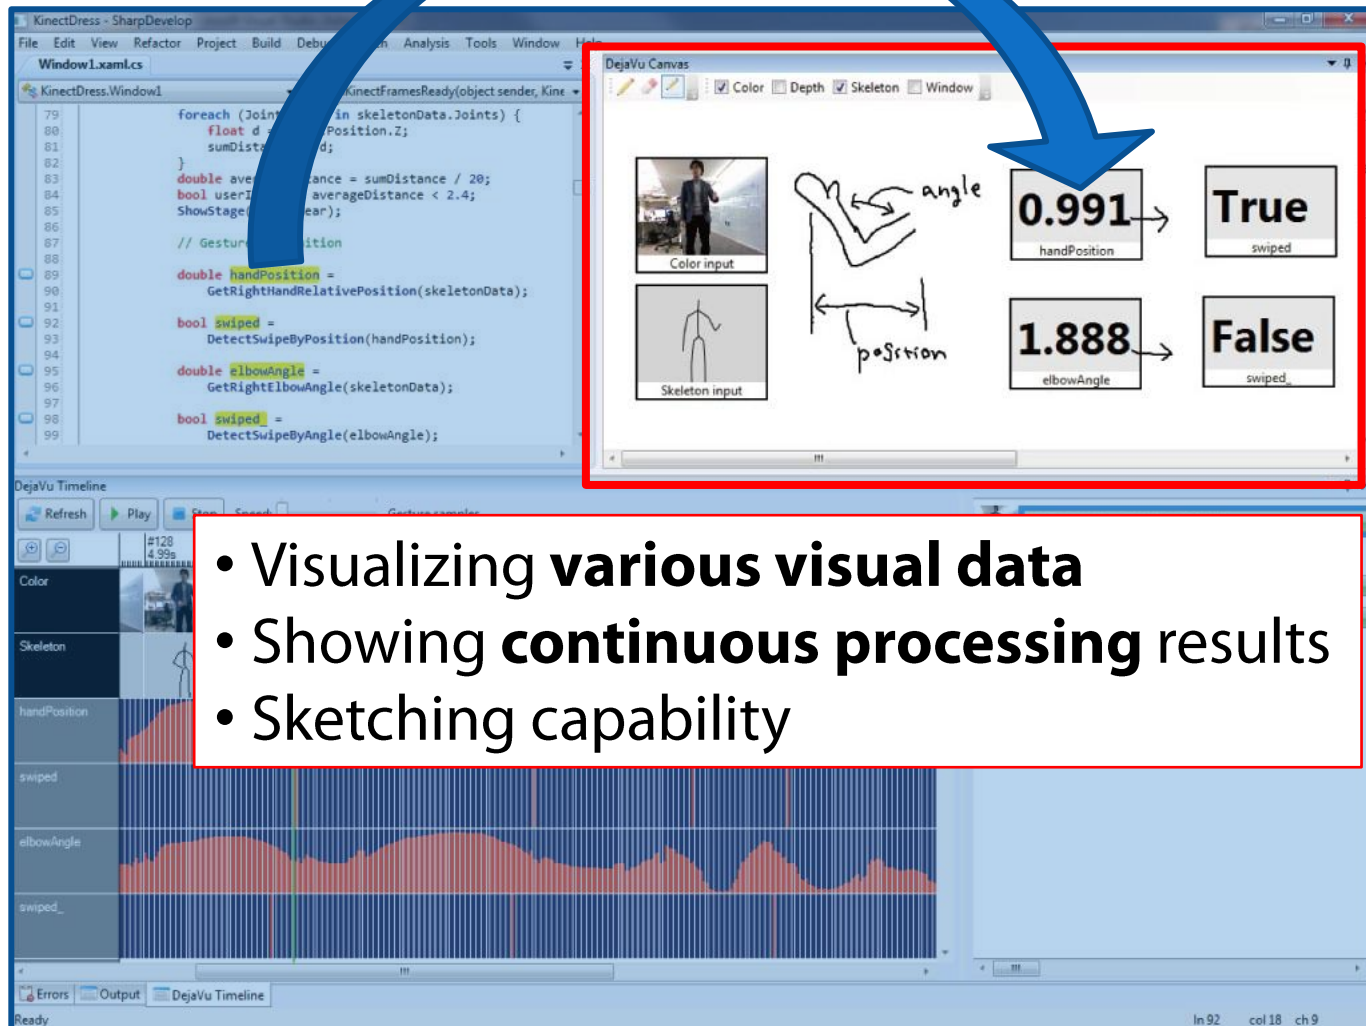 KinectDress - SharpDevelop
File Edit View Refactor Project Build Analysis Tools Window
Window1.xaml.cs
KinectDress.Window1
KinectFramesReady(object sender, Kine
79 foreach (Joint in skeletonData.Joints) {
80 float d = Position.Z;
81 sumDista d;
82 }
83 double ave ance = sumDistance / 20;
84 bool userI averageDistance < 2.4;
85 ShowStage( ear);
86
87 // Gestur ition
88
89 double handPosition =
90 GetRightHandRelativePosition(skeletonData);
91
92 bool swiped =
93 DetectSwipeByPosition(handPosition);
94
95 double elbowAngle =
96 GetRightElbowAngle(skeletonData);
97
98 bool swiped_ =
99 DetectSwipeByAngle(elbowAngle);
DejaVu Canvas
Color Depth Skeleton Window
Color input
Skeleton input
angle
position
0.991
handPosition
True
swiped
1.888
elbowAngle
False
swiped_
DejaVu Timeline
Refresh Play Stop
#128
4.99s
Color
Skeleton
handPosition
swiped
elbowAngle
swiped_
• Visualizing various visual data
• Showing continuous processing results
• Sketching capability
Errors Output DejaVu Timeline
Ready
ln 92 col 18 ch 9